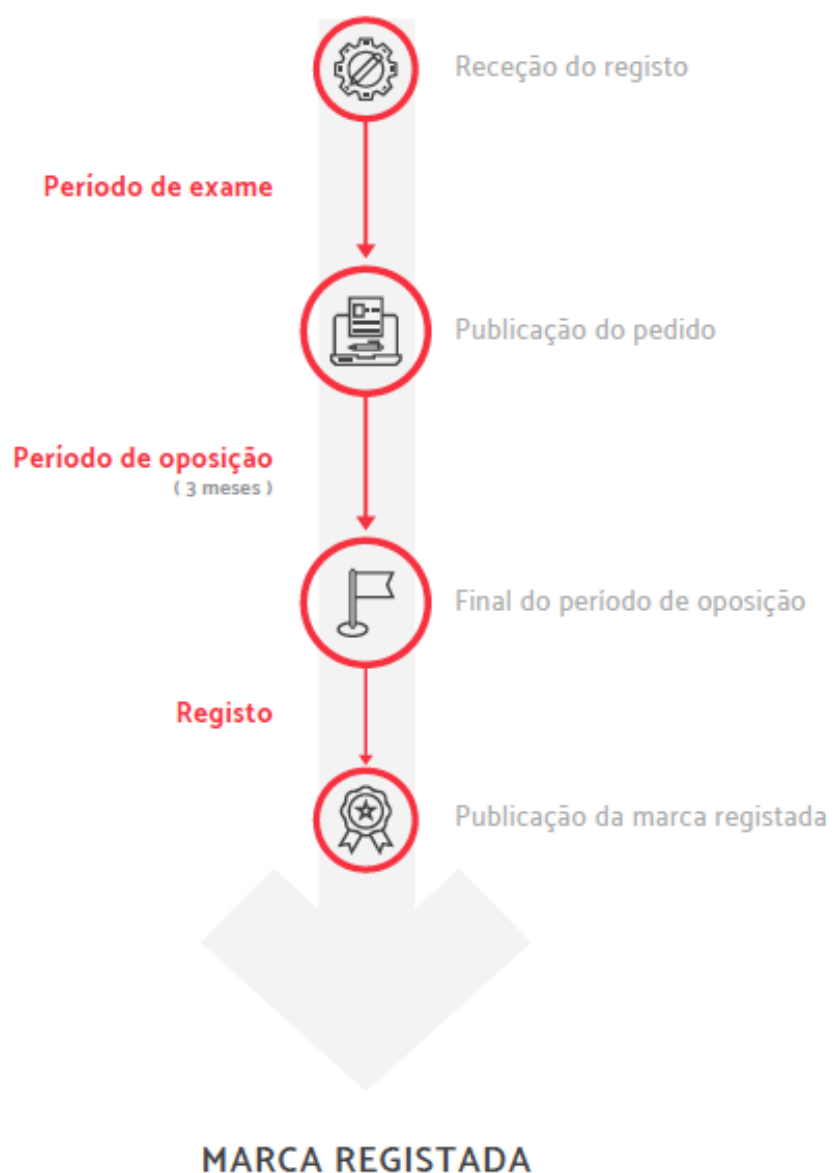 Receção do registo
Período de exame
Publicação do pedido
Período de oposição
( 3 meses )
Final do período de oposição
Registo
Publicação da marca registada
MARCA REGISTADA